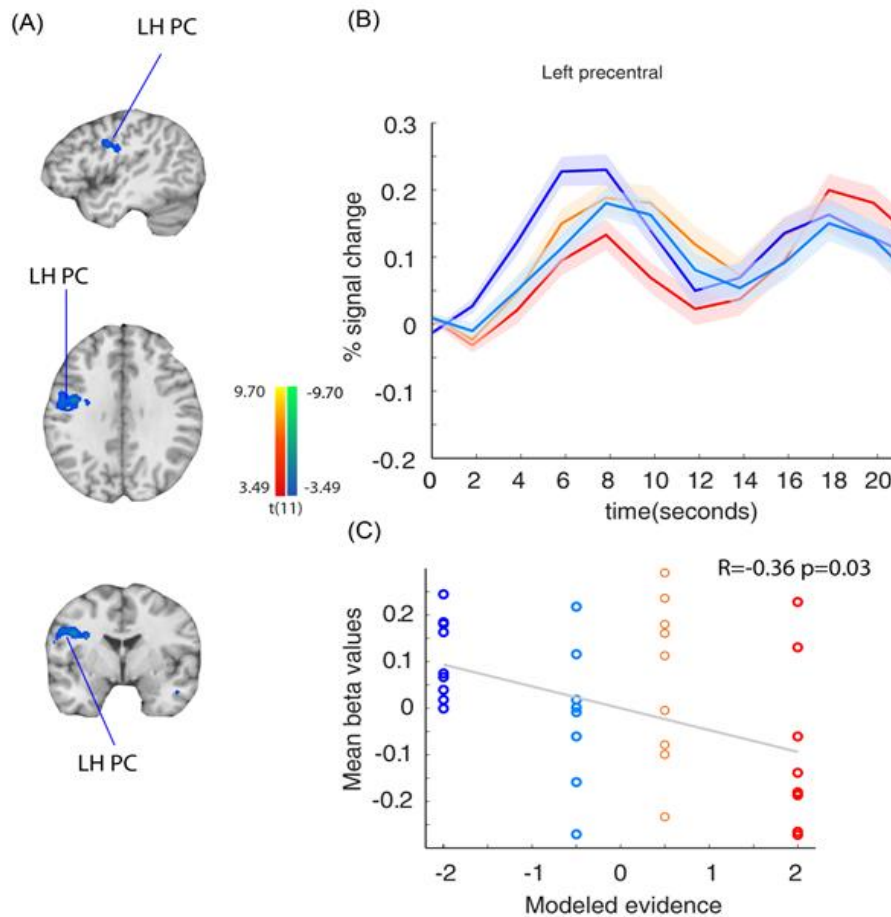 (A)
LH PC
LH PC
9.70 -9.70
3.49 -3.49
t(11)
LH PC
(B)
Left precentral
% signal change
0.3
0.2
0.1
0
-0.1
-0.2
0 2 4 6 8 10 12 14 16 18 20
time(seconds)
(C)
R=-0.36 p=0.03
Mean beta values
0.2
0.1
0
-0.1
-0.2
-2 -1 0 1 2
Modeled evidence